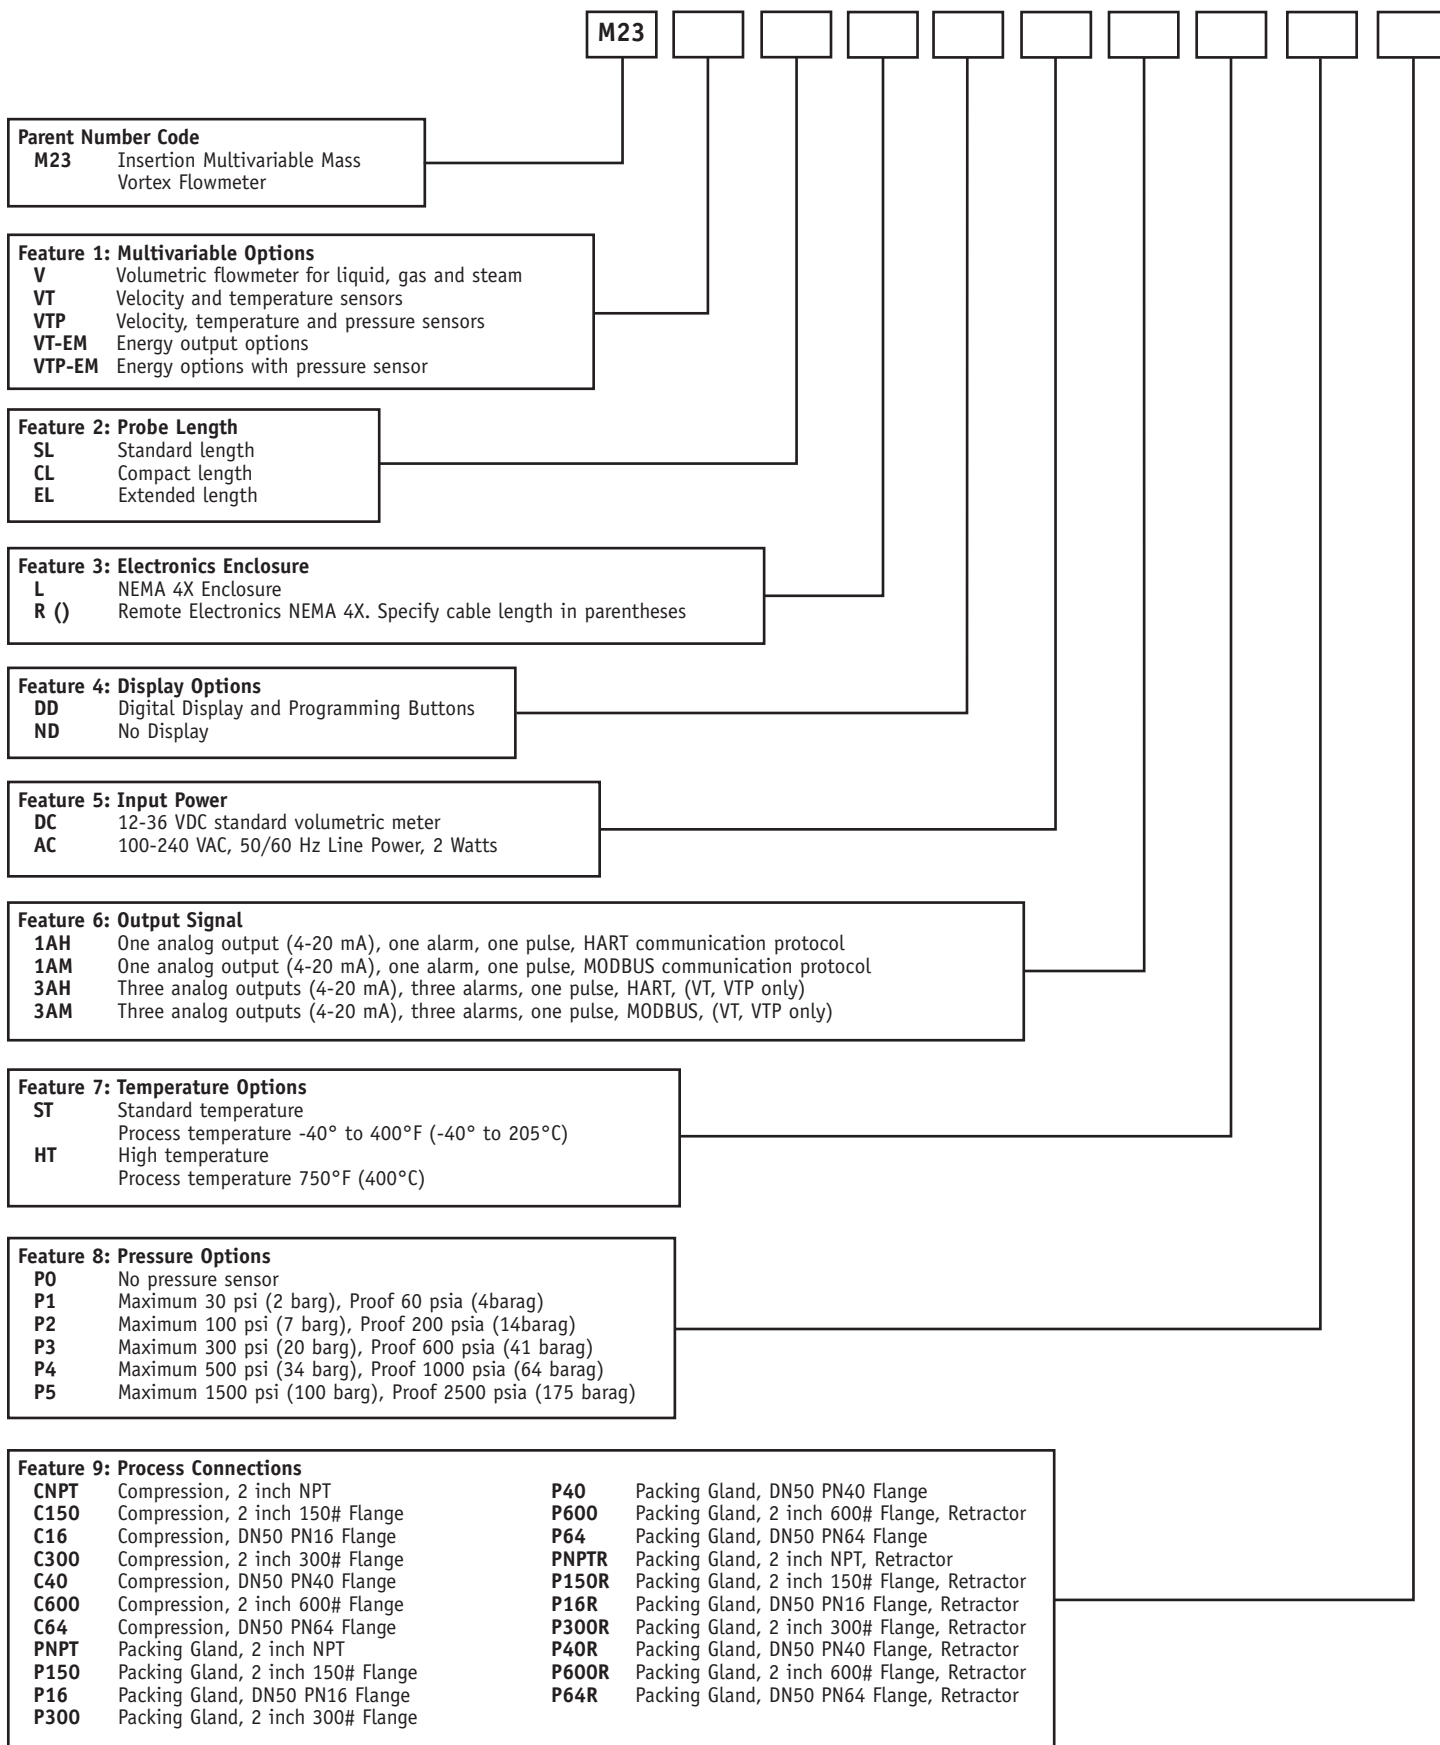 M23
Parent Number Code
M23 Insertion Multivariable Mass
Vortex Flowmeter
Feature 1: Multivariable Options
V Volumetric flowmeter for liquid, gas and steam
VT Velocity and temperature sensors
VTP Velocity, temperature and pressure sensors
VT-EM Energy output options
VTP-EM Energy options with pressure sensor
Feature 2: Probe Length
SL Standard length
CL Compact length
EL Extended length
Feature 3: Electronics Enclosure
L NEMA 4X Enclosure
R () Remote Electronics NEMA 4X. Specify cable length in parentheses
Feature 4: Display Options
DD Digital Display and Programming Buttons
ND No Display
Feature 5: Input Power
DC 12-36 VDC standard volumetric meter
AC 100-240 VAC, 50/60 Hz Line Power, 2 Watts
Feature 6: Output Signal
1AH One analog output (4-20 mA), one alarm, one pulse, HART communication protocol
1AM One analog output (4-20 mA), one alarm, one pulse, MODBUS communication protocol
3AH Three analog outputs (4-20 mA), three alarms, one pulse, HART, (VT, VTP only)
3AM Three analog outputs (4-20 mA), three alarms, one pulse, MODBUS, (VT, VTP only)
Feature 7: Temperature Options
ST Standard temperature
Process temperature -40° to 400°F (-40° to 205°C)
HT High temperature
Process temperature 750°F (400°C)
Feature 8: Pressure Options
P0 No pressure sensor
P1 Maximum 30 psi (2 barg), Proof 60 psia (4barag)
P2 Maximum 100 psi (7 barg), Proof 200 psia (14barag)
P3 Maximum 300 psi (20 barg), Proof 600 psia (41 barag)
P4 Maximum 500 psi (34 barg), Proof 1000 psia (64 barag)
P5 Maximum 1500 psi (100 barg), Proof 2500 psia (175 barag)
Feature 9: Process Connections
CNPT Compression, 2 inch NPT
C150 Compression, 2 inch 150# Flange
C16 Compression, DN50 PN16 Flange
C300 Compression, 2 inch 300# Flange
C40 Compression, DN50 PN40 Flange
C600 Compression, 2 inch 600# Flange
C64 Compression, DN50 PN64 Flange
PNPT Packing Gland, 2 inch NPT
P150 Packing Gland, 2 inch 150# Flange
P16 Packing Gland, DN50 PN16 Flange
P300 Packing Gland, 2 inch 300# Flange
P40 Packing Gland, DN50 PN40 Flange
P600 Packing Gland, 2 inch 600# Flange, Retractor
P64 Packing Gland, DN50 PN64 Flange
PNPTR Packing Gland, 2 inch NPT, Retractor
P150R Packing Gland, 2 inch 150# Flange, Retractor
P16R Packing Gland, DN50 PN16 Flange, Retractor
P300R Packing Gland, 2 inch 300# Flange, Retractor
P40R Packing Gland, DN50 PN40 Flange, Retractor
P600R Packing Gland, 2 inch 600# Flange, Retractor
P64R Packing Gland, DN50 PN64 Flange, Retractor